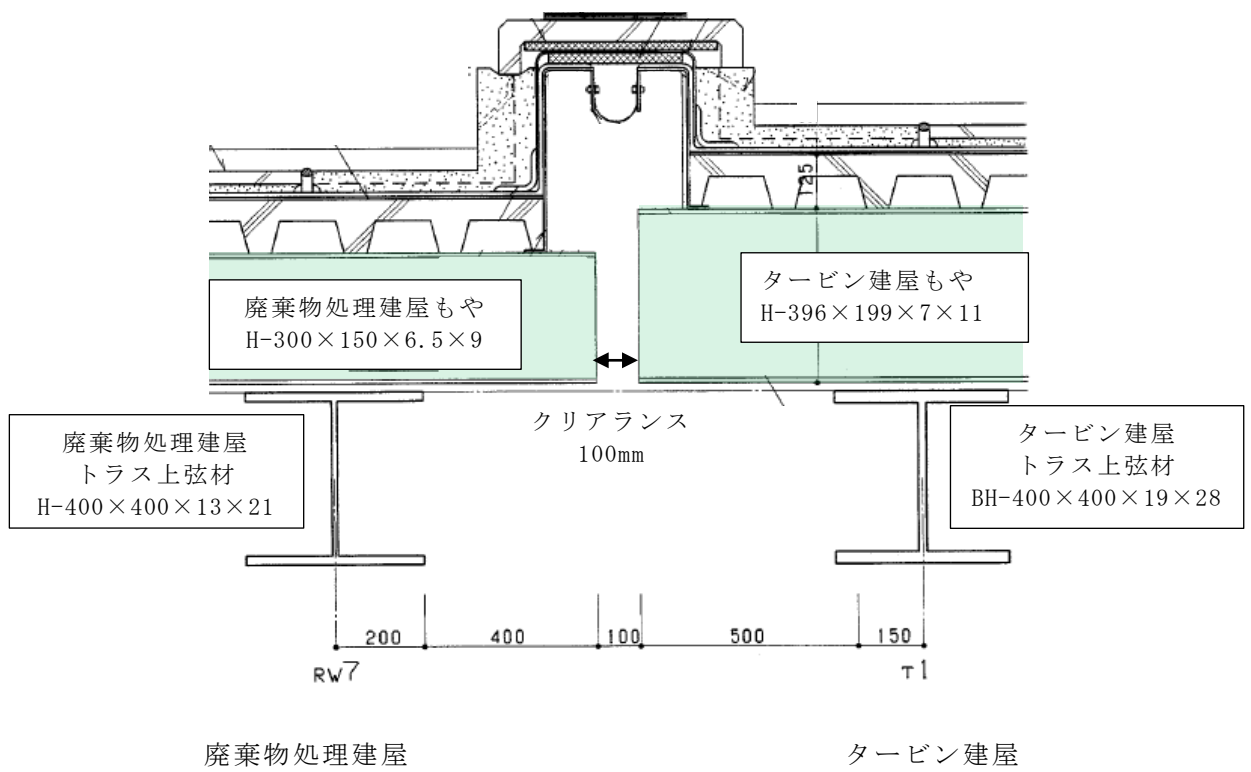 125
廃棄物処理建屋もや
H-300×150×6.5×9
タービン建屋もや
H-396×199×7×11
クリアランス
100mm
廃棄物処理建屋
トラス上弦材
H-400×400×13×21
タービン建屋
トラス上弦材
BH-400×400×19×28
200 400 100 500 150
RW7 T1
廃棄物処理建屋 タービン建屋